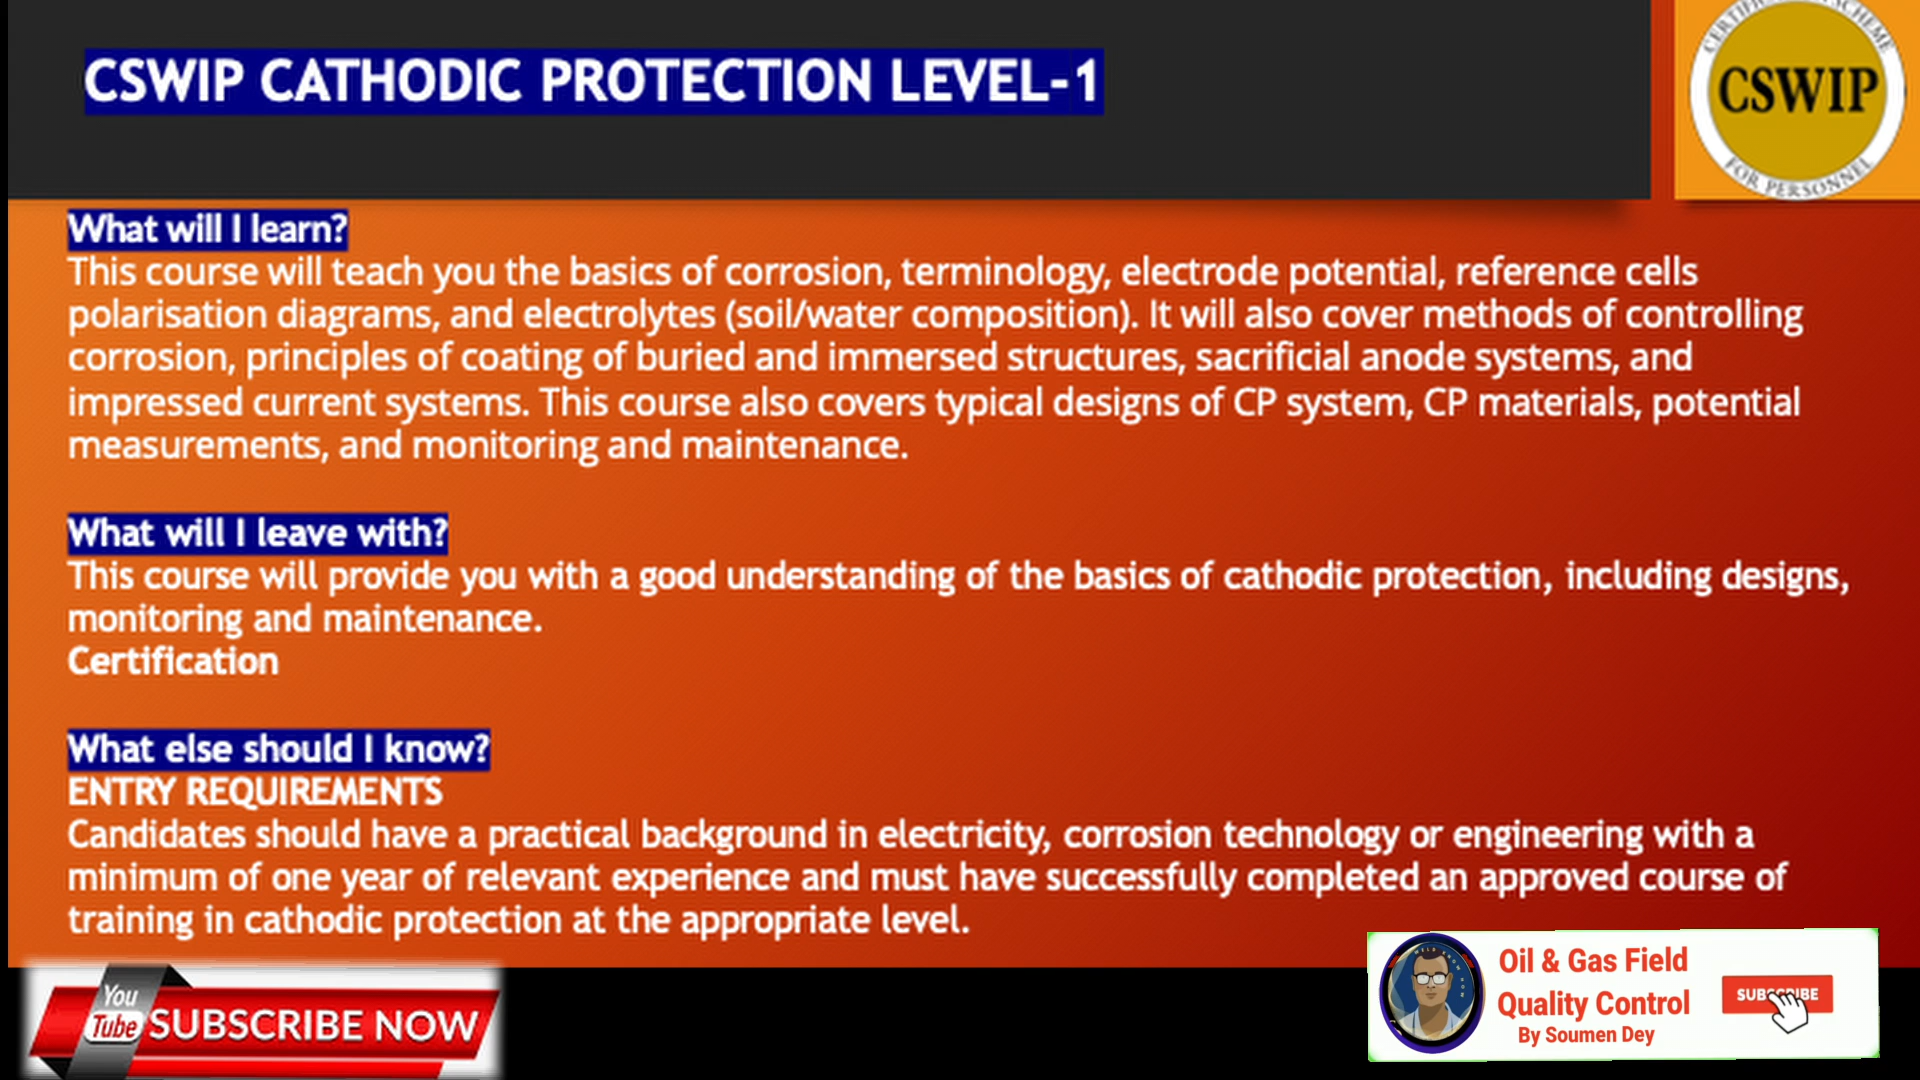 CSWIP CATHODIC PROTECTION LEVEL-1
CSWIP
FOR PERSONNEL
What will I learn?
This course will teach you the basics of corrosion, terminology, electrode potential, reference cells
polarisation diagrams, and electrolytes (soil/water composition). It will also cover methods of controlling
corrosion, principles of coating of buried and immersed structures, sacrificial anode systems, and
impressed current systems. This course also covers typical designs of CP system, CP materials, potential
measurements, and monitoring and maintenance.
What will I leave with?
This course will provide you with a good understanding of the basics of cathodic protection, including designs,
monitoring and maintenance.
Certification
What else should I know?
ENTRY REQUIREMENTS
Candidates should have a practical background in electricity, corrosion technology or engineering with a
minimum of one year of relevant experience and must have successfully completed an approved course of
training in cathodic protection at the appropriate level.
You
Tube SUBSCRIBE NOW
Oil & Gas Field
Quality Control
By Soumen Dey
SUBSCRIBE